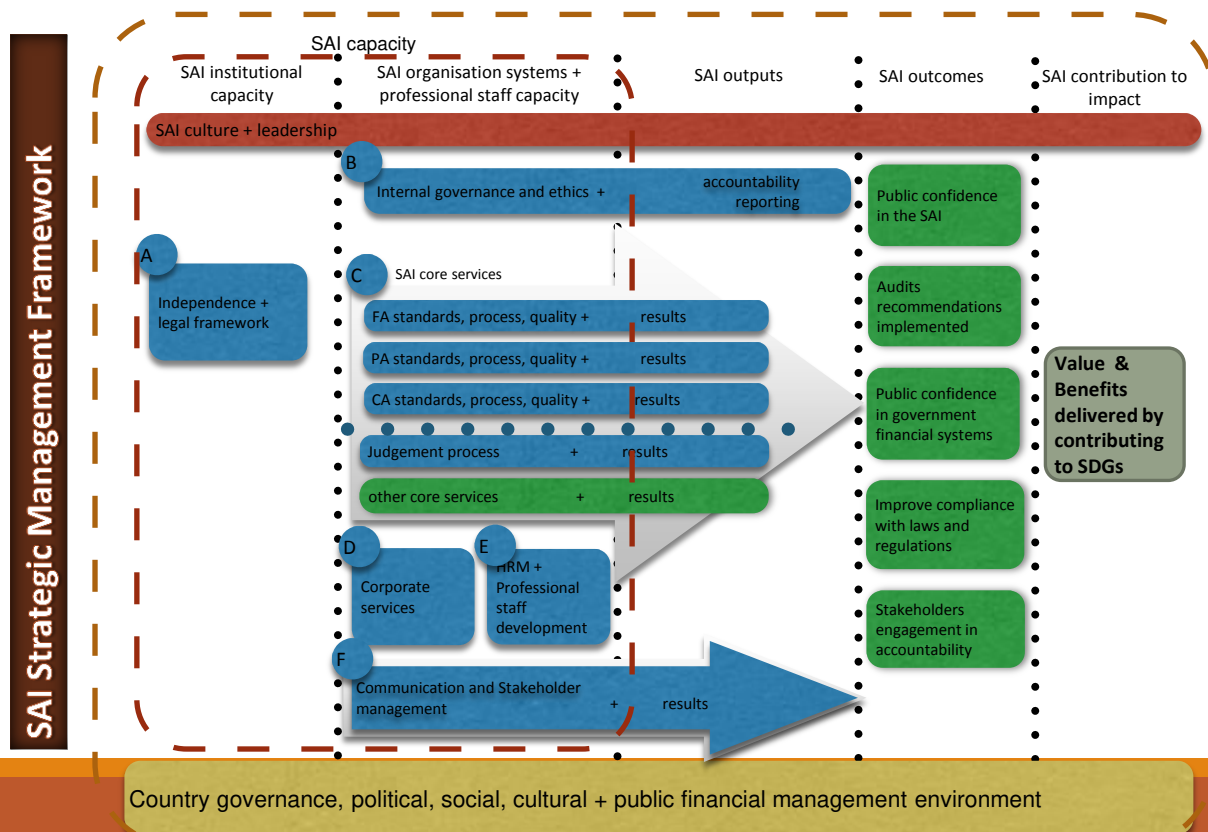 SAI Strategic Management Framework
SAI capacity
SAI institutional
capacity
SAI organisation systems +
professional staff capacity
SAI outputs
SAI outcomes
SAI contribution to
impact
SAI culture + leadership
B
Internal governance and ethics + accountability
reporting
Public confidence
in the SAI
A
Independence +
legal framework
C
SAI core services
FA standards, process, quality + results
PA standards, process, quality + results
CA standards, process, quality + results
Judgement process + results
other core services + results
Audits
recommendations
implemented
Public confidence
in government
financial systems
Value & 
Benefits
delivered by
contributing
to SDGs
Improve compliance
with laws and
regulations
D
Corporate
services
E
HRM +
Professional
staff
development
Stakeholders
engagement in
accountability
F
Communication and Stakeholder
management + results
Country governance, political, social, cultural + public financial management environment